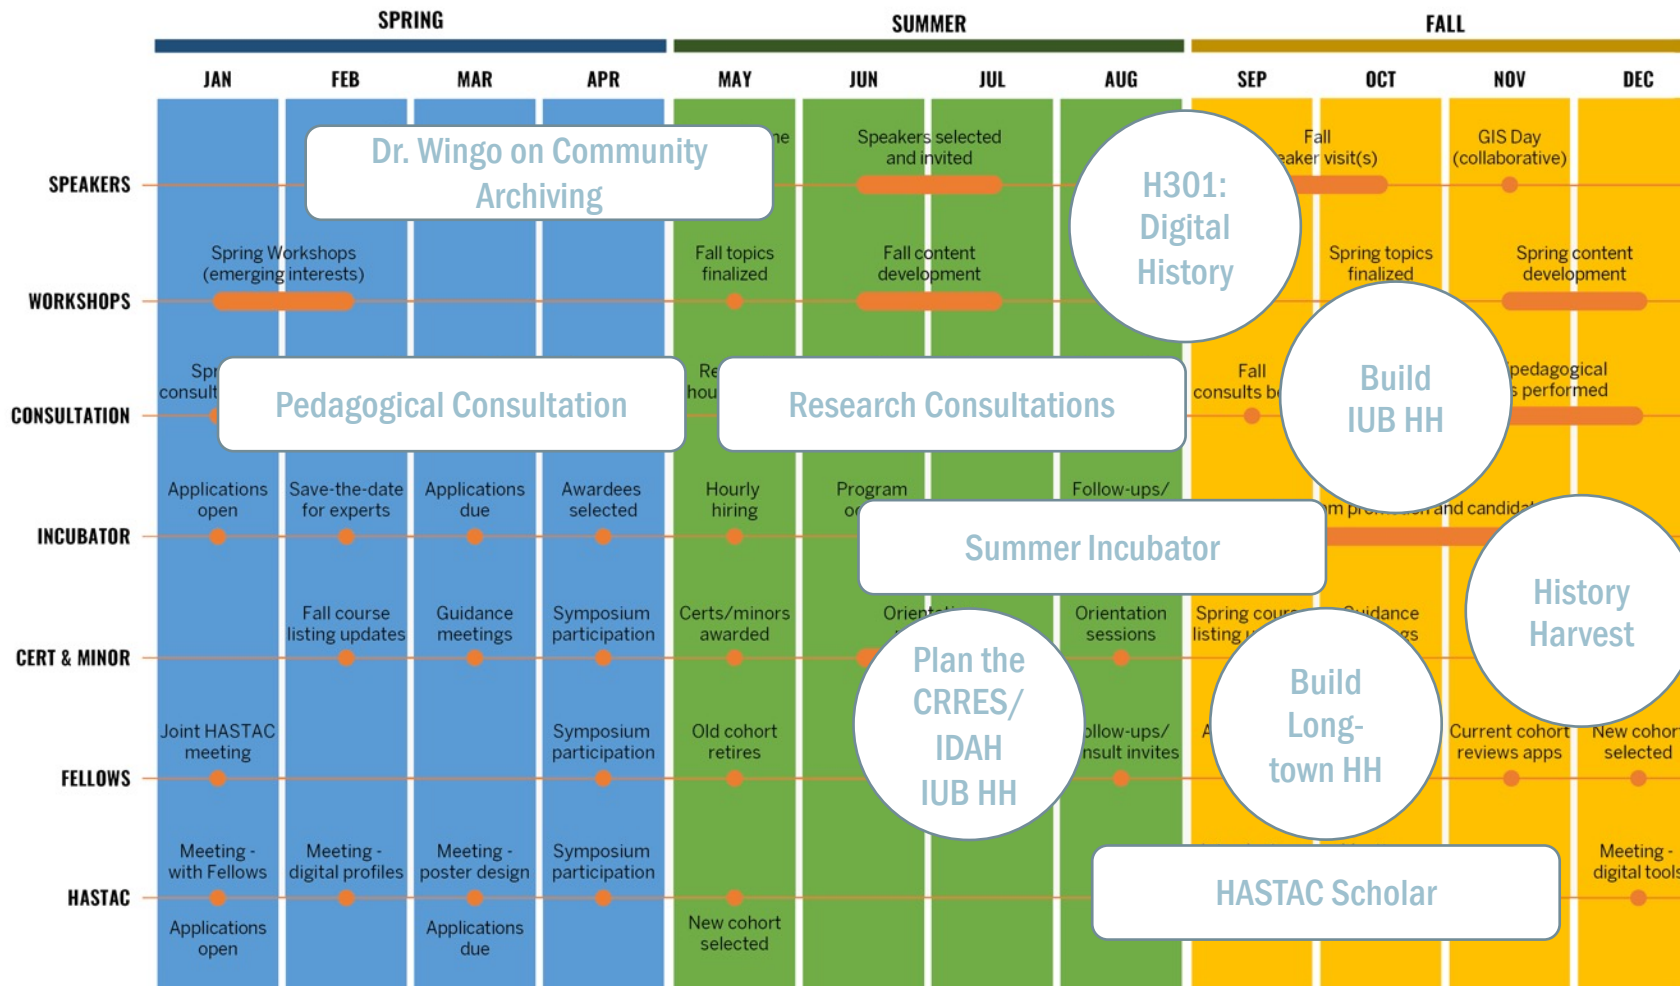 SPRING
SUMMER
FALL
JAN
FEB
MAR
APR
MAY
JUN
JUL
AUG
SEP
OCT
NOV
DEC
SPEAKERS
Dr. Wingo on Community
Archiving
Speakers selected
and invited
H301:
Digital
History
Fall
visit(s)
GIS Day
(collaborative)
WORKSHOPS
Spring Workshops
(emerging interests)
Fall topics
finalized
Fall content
development
Spring topics
finalized
Spring content
development
CONSULTATION
Pedagogical Consultation
Research Consultations
Fall
consults
Build
IUB HH
pedagogical
performed
INCUBATOR
Applications
open
Save-the-date
for experts
Applications
due
Awardees
selected
Hourly
hiring
Program
Follow-ups/
Summer Incubator
and
History
Harvest
CERT & MINOR
Fall course
listing updates
Guidance
meetings
Symposium
participation
Certs/minors
awarded
Plan the
CRRES/
IDAH
IUB HH
Orientation
sessions
Spring
listing
Build
Long-
town HH
FELLOWS
Joint HASTAC
meeting
Symposium
participation
Old cohort
retires
invites
Current cohort
reviews apps
New
selected
HASTAC
Meeting -
with Fellows
Applications
open
Meeting -
digital profiles
Meeting -
poster design
Applications
due
Symposium
participation
New cohort
selected
HASTAC Scholar
Meeting -
digital tools